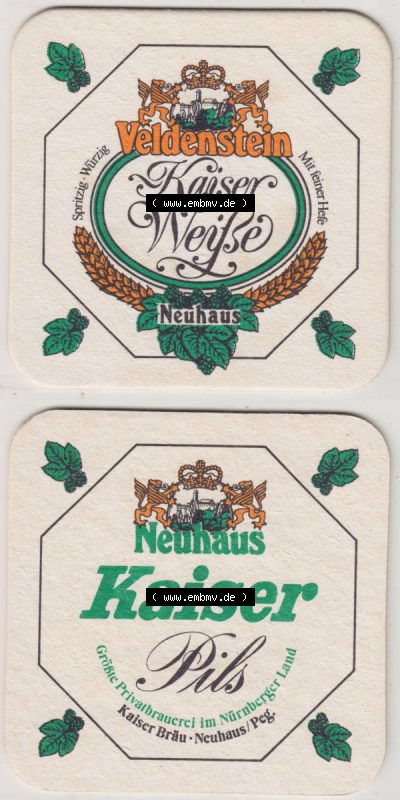 Veldenstein
Spritzig · Würzig
Mit feiner Hefe
Kaiser
( www.embmv.de )
Weiße
Neuhaus
Neuhaus
Kaiser
( www.embmv.de )
Pils
Größte Privatbrauerei im Nürnberger Land
Kaiser Bräu · Neuhaus/Peg.